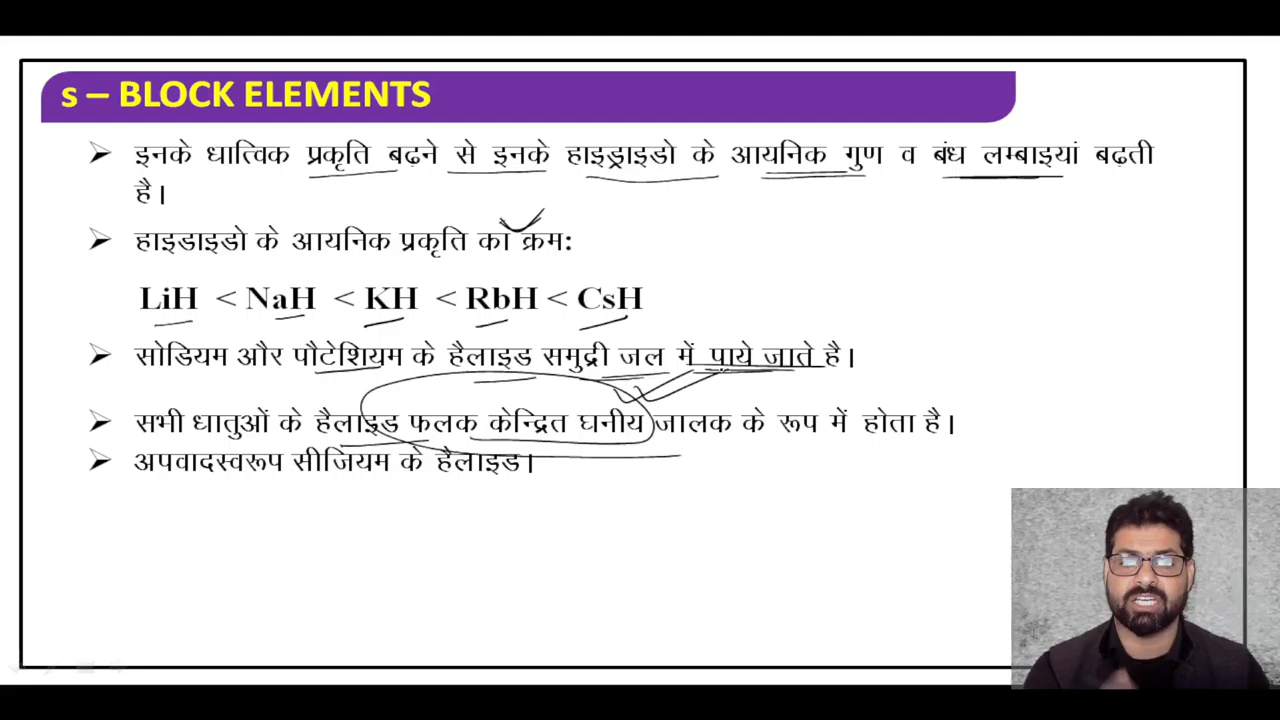 s – BLOCK ELEMENTS
➢ इनके धात्विक प्रकृति बढ़ने से इनके हाइड्राइडो के आयनिक गुण व बंध लम्बाइयां बढ़ती
है।
➢ हाइडाइडो के आयनिक प्रकृति का क्रम:
LiH < NaH < KH < RbH < CsH
➢ सोडियम और पौटेशियम के हैलाइड समुद्री जल में पाये जाते है।
➢ सभी धातुओं के हैलाइड फलक केन्द्रित घनीय जालक के रूप में होता है।
➢ अपवादस्वरूप सीजियम के हैलाइड।